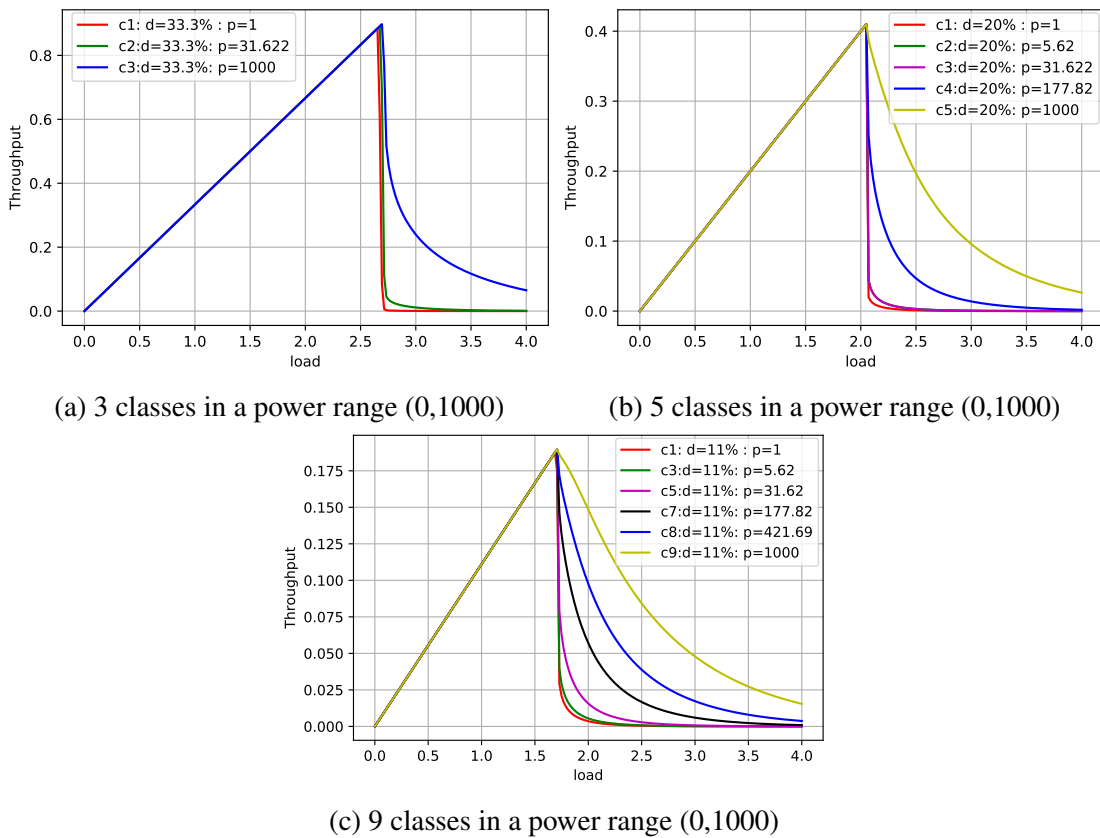 c1: d=33.3% : p=1
c2:d=33.3%: p=31.622
c3:d=33.3%: p=1000
0.8
0.6
0.4
0.2
0.0
Throughput
0.0 0.5 1.0 1.5 2.0 2.5 3.0 3.5 4.0
load
(a) 3 classes in a power range (0,1000)
c1: d=20% : p=1
c2:d=20%: p=5.62
c3:d=20%: p=31.622
c4:d=20%: p=177.82
c5:d=20%: p=1000
0.4
0.3
0.2
0.1
0.0
Throughput
0.0 0.5 1.0 1.5 2.0 2.5 3.0 3.5 4.0
load
(b) 5 classes in a power range (0,1000)
c1: d=11% : p=1
c3:d=11%: p=5.62
c5:d=11%: p=31.62
c7:d=11%: p=177.82
c8:d=11%: p=421.69
c9:d=11%: p=1000
0.175
0.150
0.125
0.100
0.075
0.050
0.025
0.000
Throughput
0.0 0.5 1.0 1.5 2.0 2.5 3.0 3.5 4.0
load
(c) 9 classes in a power range (0,1000)